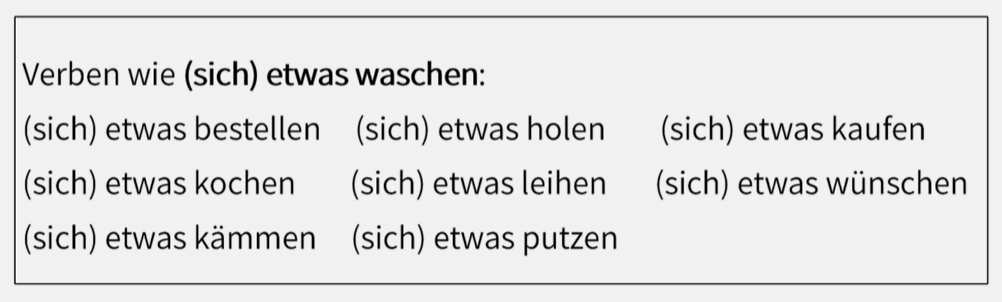 Verben wie (sich) etwas waschen:
(sich) etwas bestellen (sich) etwas holen (sich) etwas kaufen
(sich) etwas kochen (sich) etwas leihen (sich) etwas wünschen
(sich) etwas kämmen (sich) etwas putzen